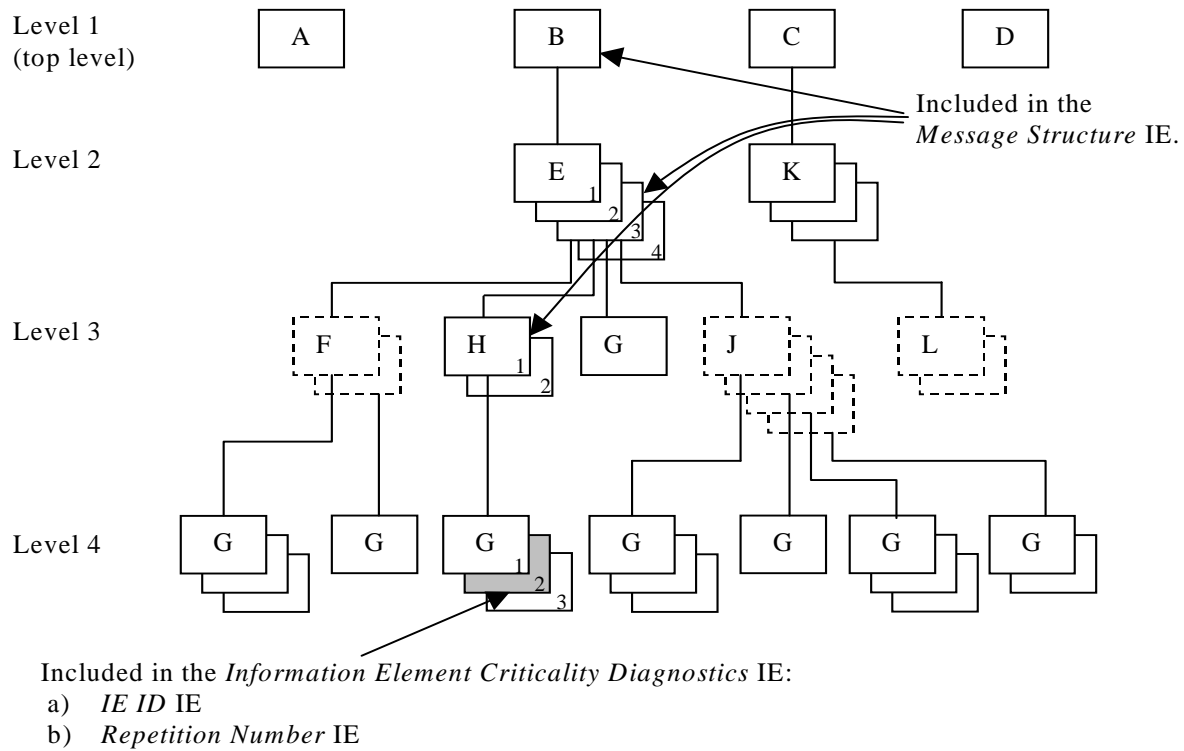 Level 1
(top level)
A
B
C
D
Included in the
Message Structure IE.
Level 2
E
1
2
3
4
K
Level 3
F
H
1
2
G
J
L
Level 4
G
G
G
1
2
3
G
G
G
G
Included in the Information Element Criticality Diagnostics IE:
a) IE ID IE
b) Repetition Number IE